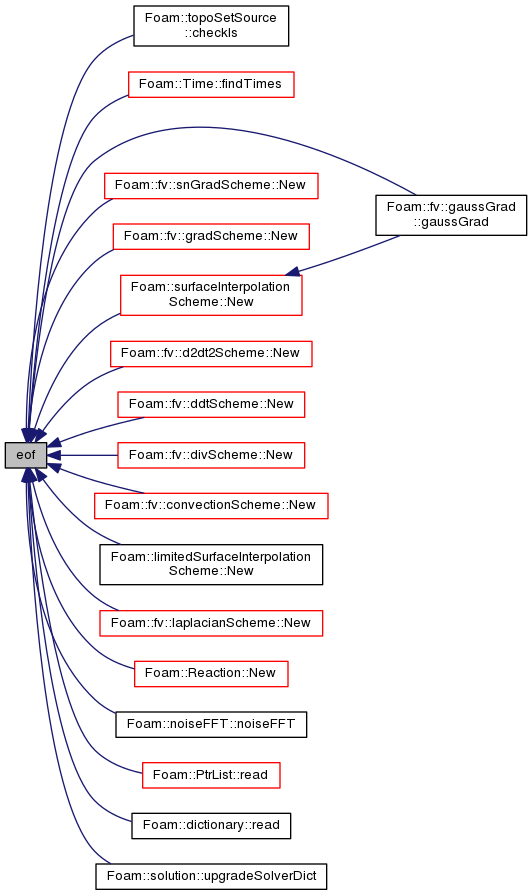 Foam::topoSetSource
::checkIs
Foam::Time::findTimes
Foam::fv::snGradScheme::New
Foam::fv::gaussGrad
::gaussGrad
Foam::fv::gradScheme::New
Foam::surfaceInterpolation
Scheme::New
Foam::fv::d2dt2Scheme::New
Foam::fv::ddtScheme::New
eof
Foam::fv::divScheme::New
Foam::fv::convectionScheme::New
Foam::limitedSurfaceInterpolation
Scheme::New
Foam::fv::laplacianScheme::New
Foam::Reaction::New
Foam::noiseFFT::noiseFFT
Foam::PtrList::read
Foam::dictionary::read
Foam::solution::upgradeSolverDict